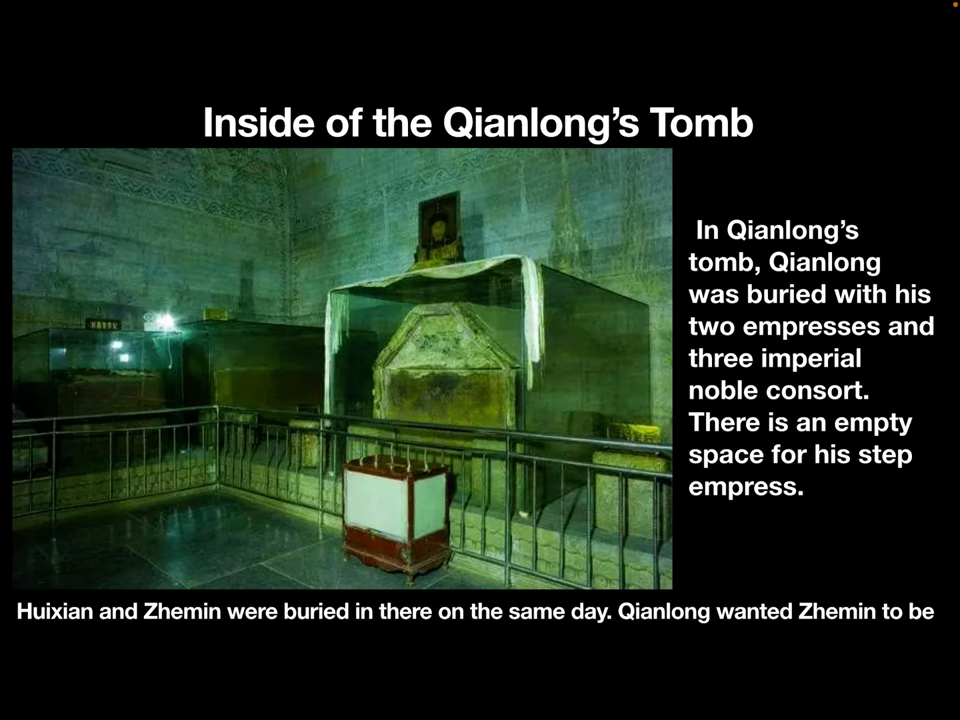 Inside of the Qianlong’s Tomb
In Qianlong’s
tomb, Qianlong
was buried with his
two empresses and
three imperial
noble consort.
There is an empty
space for his step
empress.
Huixian and Zhemin were buried in there on the same day. Qianlong wanted Zhemin to be